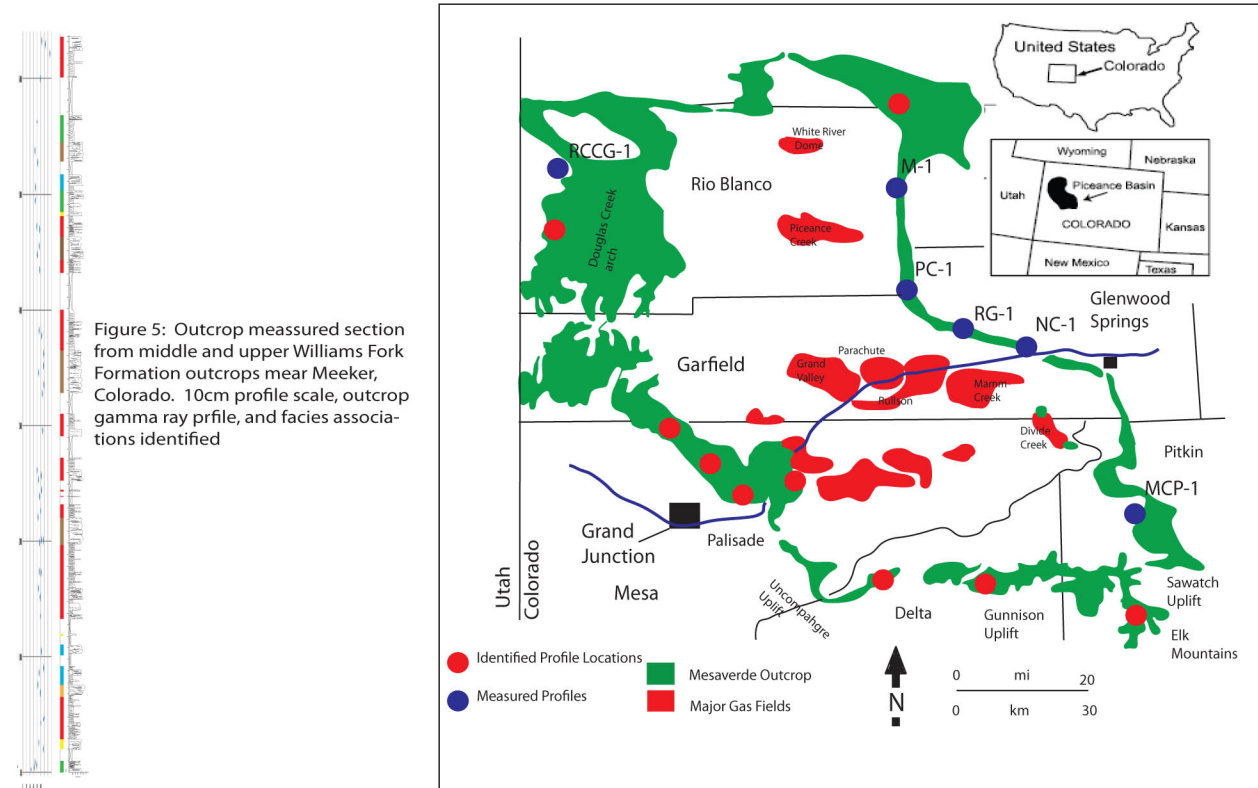 Figure 5: Outcrop meassured section
from middle and upper Williams Fork
Formation outcrops mear Meeker,
Colorado. 10cm profile scale, outcrop
gamma ray prfile, and facies associa-
tions identified
United States
Colorado
Wyoming
Nebraska
Utah
Piceance Basin
COLORADO
Kansas
New Mexico
Texas
White River
Dome
RCCG-1
M-1
Rio Blanco
Douglas Creek
arch
Piceance
Creek
PC-1
RG-1
NC-1
Glenwood
Springs
Garfield
Parachute
Grand
Valley
Rulison
Mamm
Creek
Divide
Creek
Pitkin
MCP-1
Grand
Junction
Palisade
Utah
Colorado
Mesa
Uncompahgre
Uplift
Delta
Gunnison
Uplift
Sawatch
Uplift
Elk
Mountains
Identified Profile Locations
Measured Profiles
Mesaverde Outcrop
Major Gas Fields
N
0 mi 20
0 km 30